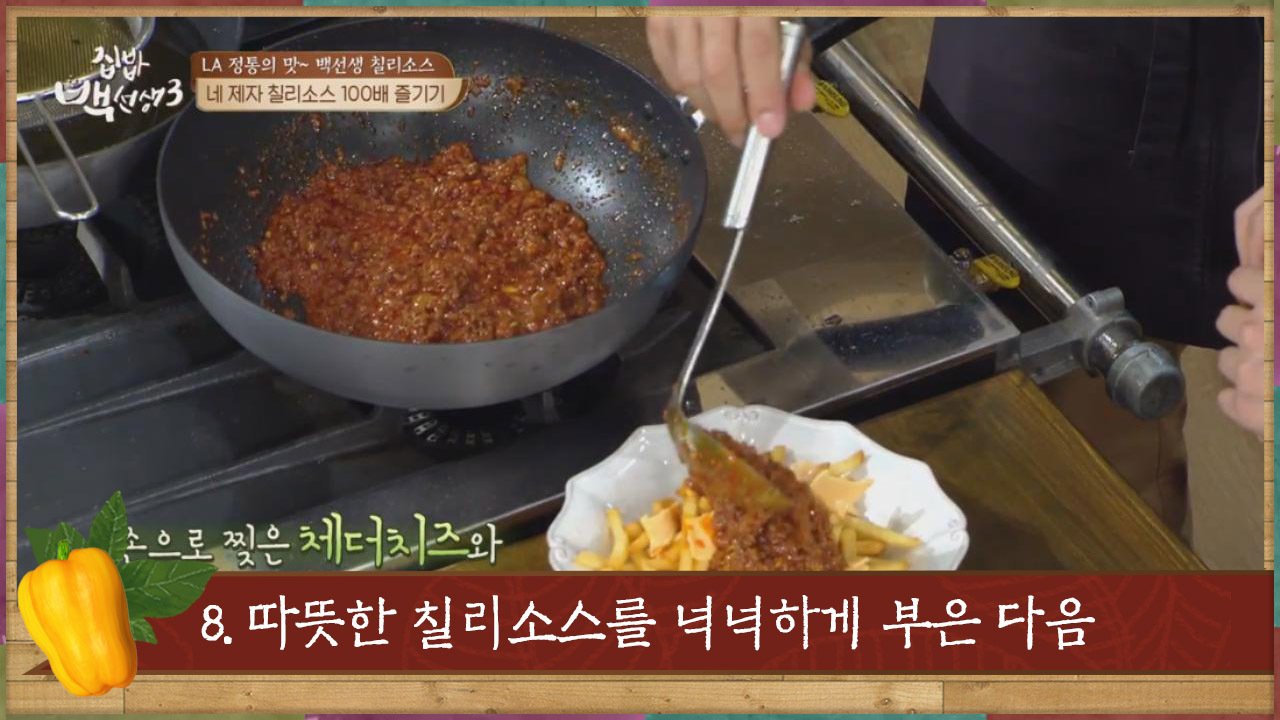 집밥
백선생3
LA 정통의 맛~ 백선생 칠리소스
네 제자 칠리소스 100배 즐기기
손으로 찢은 체더치즈와
8. 따뜻한 칠리소스를 넉넉하게 부은 다음